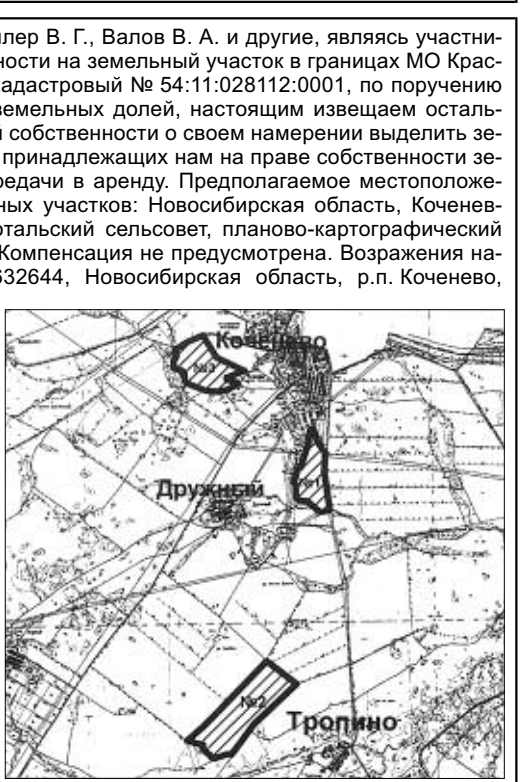 лер В. Г., Валов В. А. и другие, являясь участни-
ности на земельный участок в границах МО Крас-
адастровый № 54:11:028112:0001, по поручению
земельных долей, настоящим извещаем осталь-
й собственности о своем намерении выделить зе-
принадлежащих нам на праве собственности зе-
редачи в аренду. Предполагаемое местоположе-
ных участков: Новосибирская область, Коченев-
отальский сельсовет, планово-картографический
Компенсация не предусмотрена. Возражения на-
632644, Новосибирская область, р.п. Коченево,
Коченево
№1
Дружный
№2
Тропино